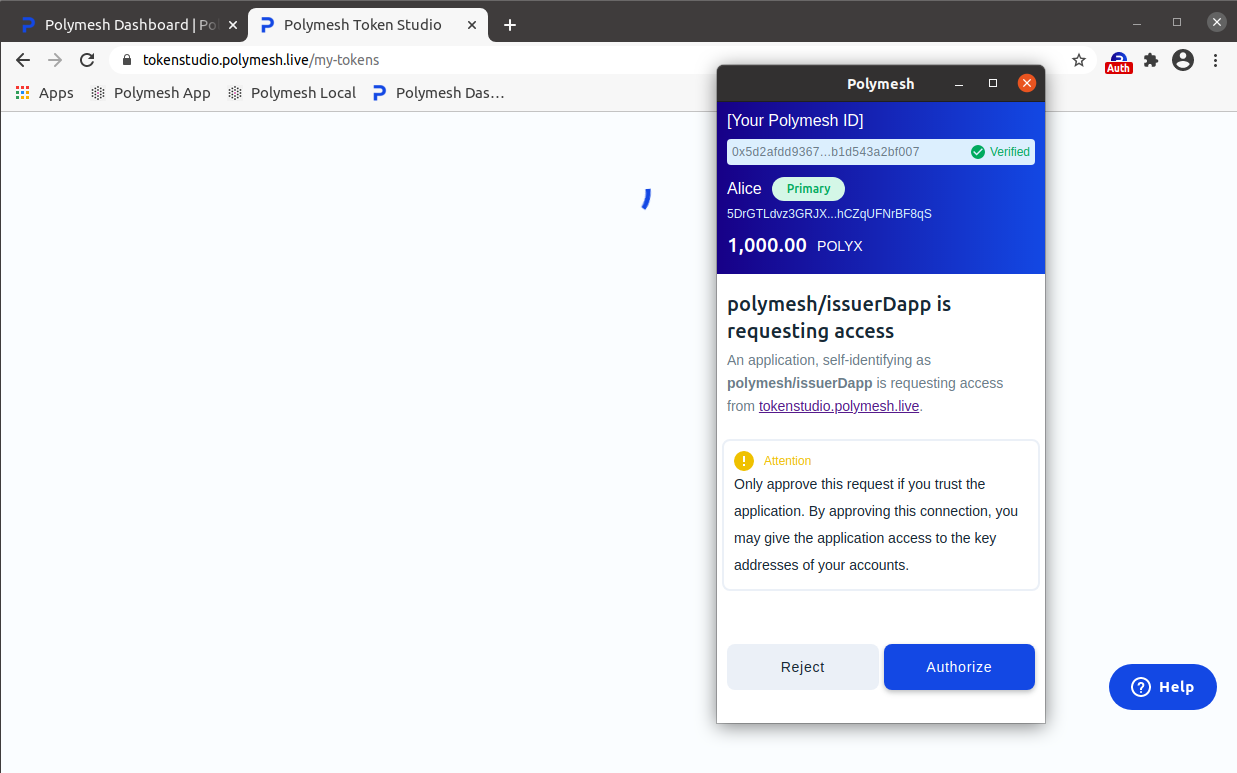 Polymesh Dashboard | Pol
Polymesh Token Studio
tokenstudio.polymesh.live/my-tokens
Auth
Apps
Polymesh App
Polymesh Local
Polymesh Das...
Polymesh
[Your Polymesh ID]
0x5d2afdd9367...b1d543a2bf007
Verified
Alice
Primary
5DrGTLdvz3GRJX...hCZqUFNrBF8qS
1,000.00 POLYX
polymesh/issuerDapp is
requesting access
An application, self-identifying as
polymesh/issuerDapp is requesting access
from tokenstudio.polymesh.live.
Attention
Only approve this request if you trust the
application. By approving this connection, you
may give the application access to the key
addresses of your accounts.
Reject
Authorize
Help